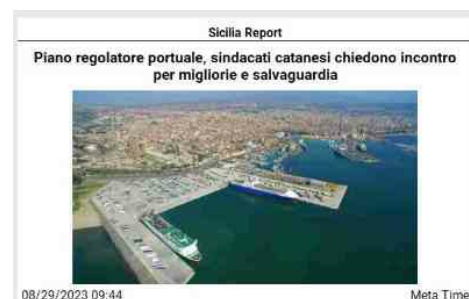 Sicilia Report
Piano regolatore portuale, sindacati catanesi chiedono incontro
per migliorie e salvaguardia
08/29/2023 09:44
Meta Time